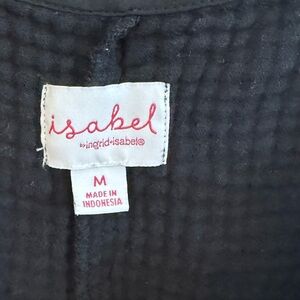 isabel
by ingrid+isabel®
M
MADE IN
INDONESIA